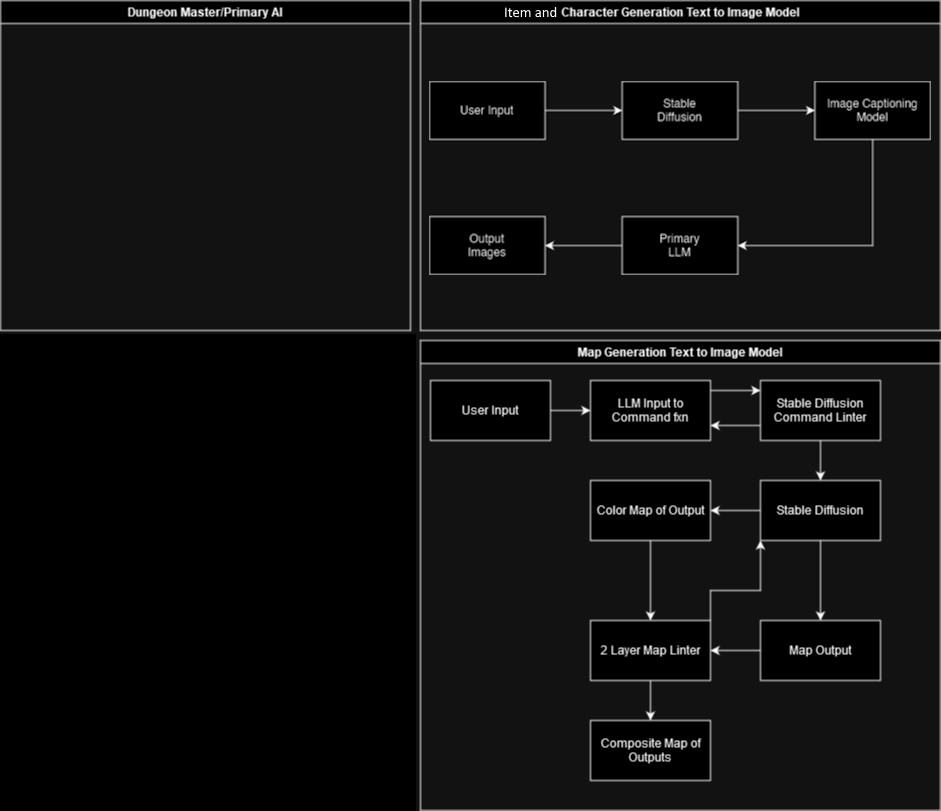 Dungeon Master/Primary AI
Item and Character Generation Text to Image Model
User Input
Stable
Diffusion
Image Captioning
Model
Output
Images
Primary
LLM
Map Generation Text to Image Model
User Input
LLM Input to
Command fxn
Stable Diffusion
Command Linter
Color Map of Output
Stable Diffusion
2 Layer Map Linter
Map Output
Composite Map of
Outputs